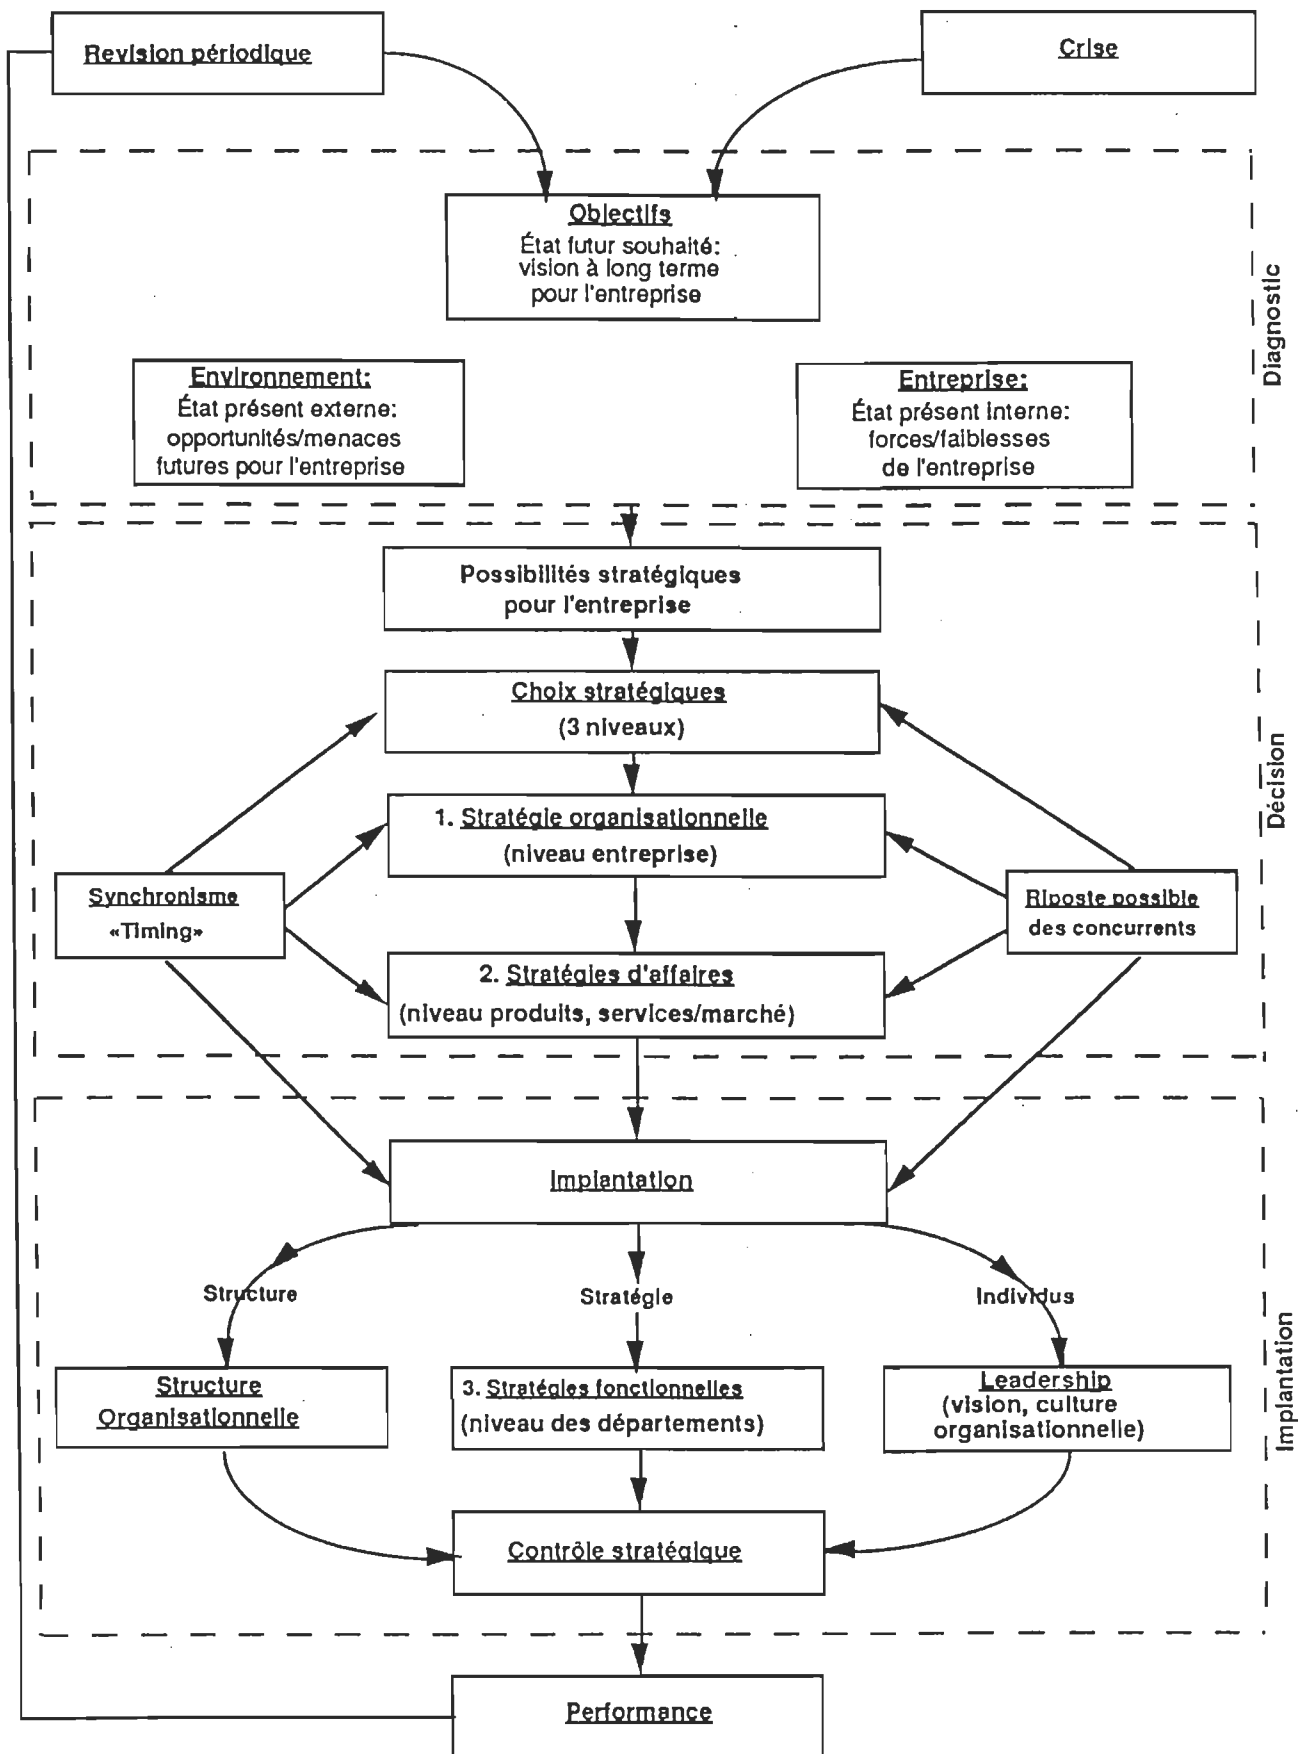 Revision périodique
Crise
Objectifs
État futur souhaité:
vision à long terme
pour l'entreprise
Environnement:
État présent externe:
opportunités/menaces
futures pour l'entreprise
Entreprise:
État présent interne:
forces/faiblesses
de l'entreprise
Diagnostic
Possibilités stratégiques
pour l'entreprise
Choix stratégiques
(3 niveaux)
1. Stratégie organisationnelle
(niveau entreprise)
Synchronisme
«Timing»
Riposte possible
des concurrents
2. Stratégies d'affaires
(niveau produits, services/marché)
Décision
Implantation
Structure
Stratégie
Individus
Structure
Organisationnelle
3. Stratégies fonctionnelles
(niveau des départements)
Leadership
(vision, culture
organisationnelle)
Contrôle stratégique
Implantation
Performance